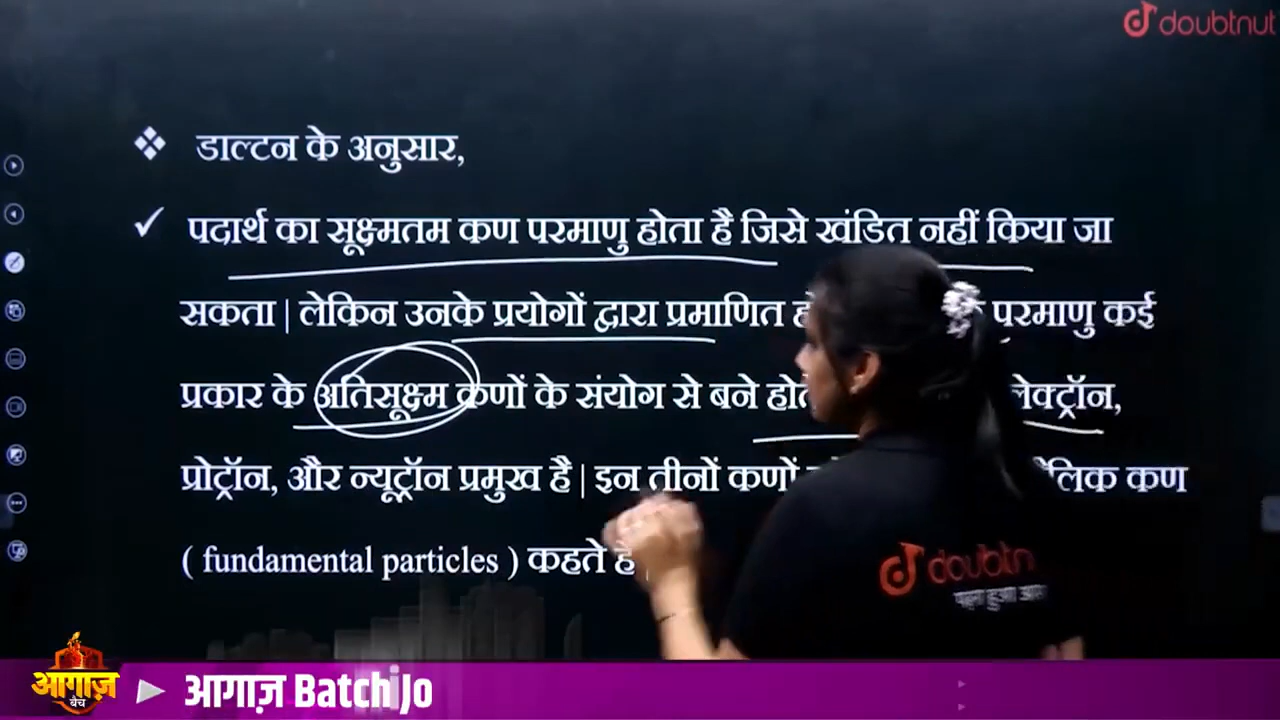 doubtnut
डाल्टन के अनुसार,
पदार्थ का सूक्ष्मतम कण परमाणु होता है जिसे खंडित नहीं किया जा
सकता | लेकिन उनके प्रयोगों द्वारा प्रमाणित परमाणु कई
प्रकार के अतिसूक्ष्म कणों के संयोग से बने लेक्ट्रॉन,
प्रोट्रॉन, और न्यूट्रॉन प्रमुख है | इन तीनों कणों लिक कण
( fundamental particles ) कहते है
doubtn
आगाज़
बैच
आगाज़ Batch Jo